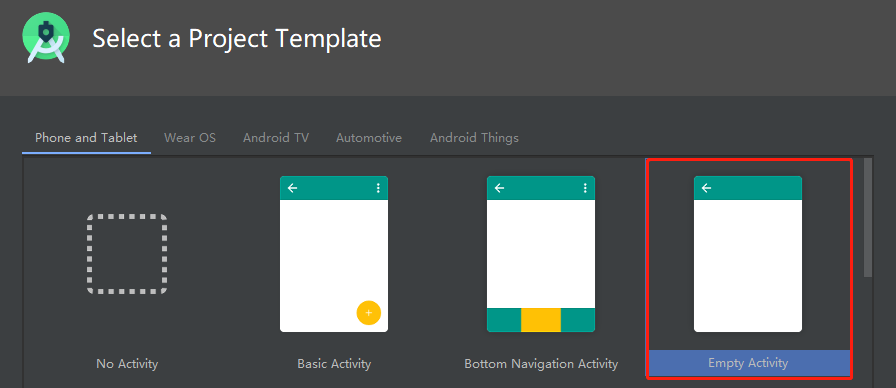 Select a Project Template
Phone and Tablet Wear OS Android TV Automotive Android Things
No Activity Basic Activity Bottom Navigation Activity Empty Activity